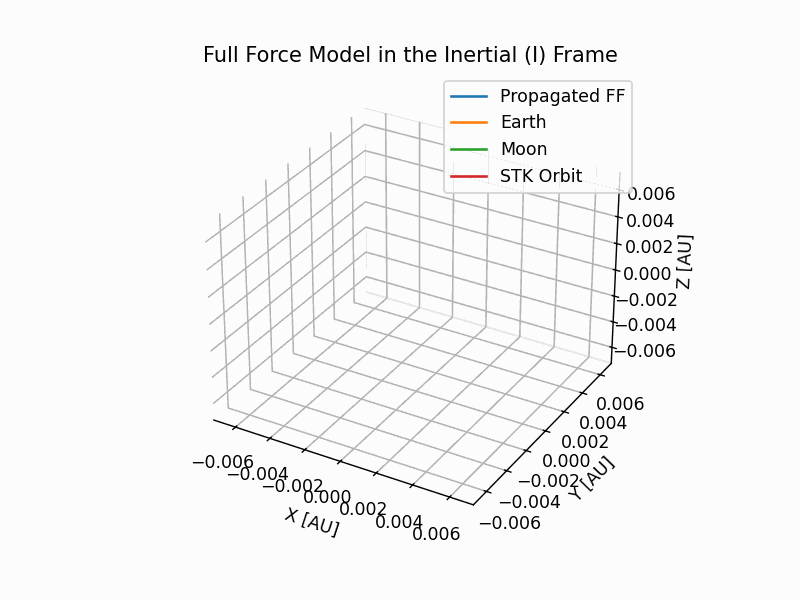 Full Force Model in the Inertial (I) Frame
Propagated FF
Earth
Moon
STK Orbit
0.006
0.004
0.002
0.000
−0.002
−0.004
−0.006
Z [AU]
0.006
0.004
0.002
0.000
−0.002
−0.004
−0.006
Y [AU]
−0.006
−0.004
−0.002
0.000
0.002
0.004
0.006
X [AU]